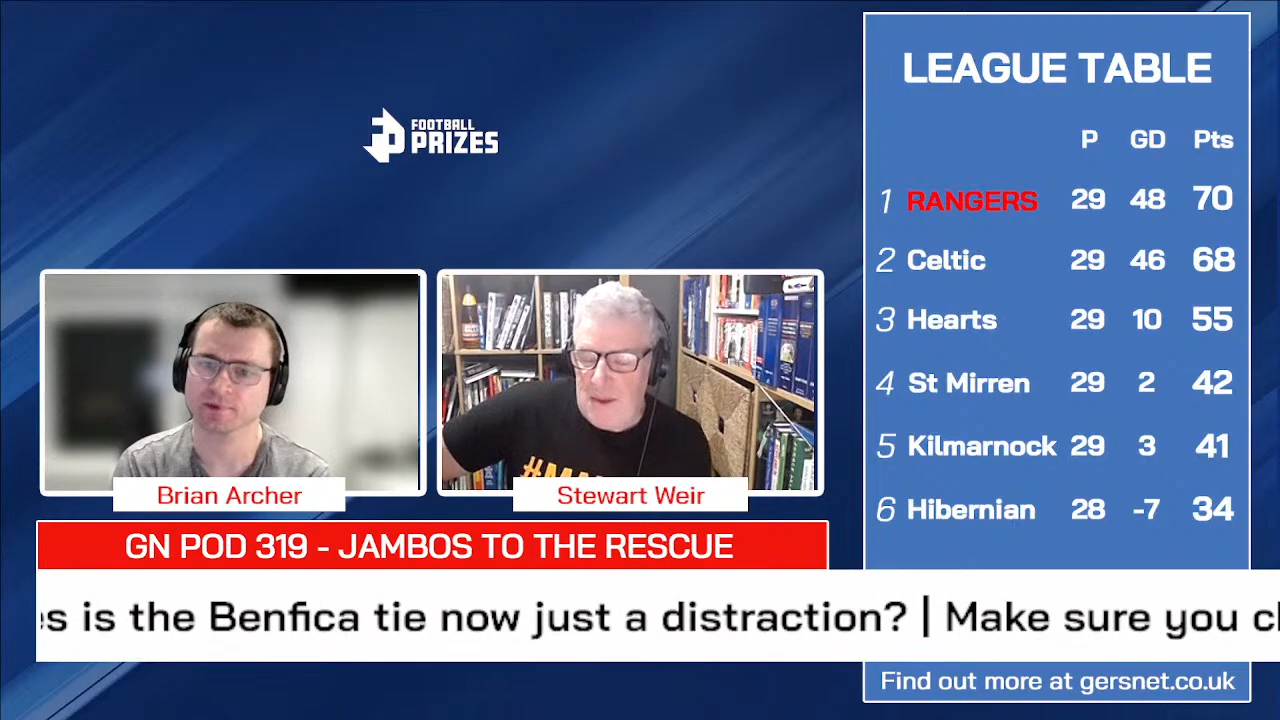 FOOTBALL
PRIZES
Brian Archer
Stewart Weir
GN POD 319 - JAMBOS TO THE RESCUE
es is the Benfica tie now just a distraction? | Make sure you c
LEAGUE TABLE
P GD Pts
1 RANGERS 29 48 70
2 Celtic 29 46 68
3 Hearts 29 10 55
4 St Mirren 29 2 42
5 Kilmarnock 29 3 41
6 Hibernian 28 -7 34
Find out more at gersnet.co.uk